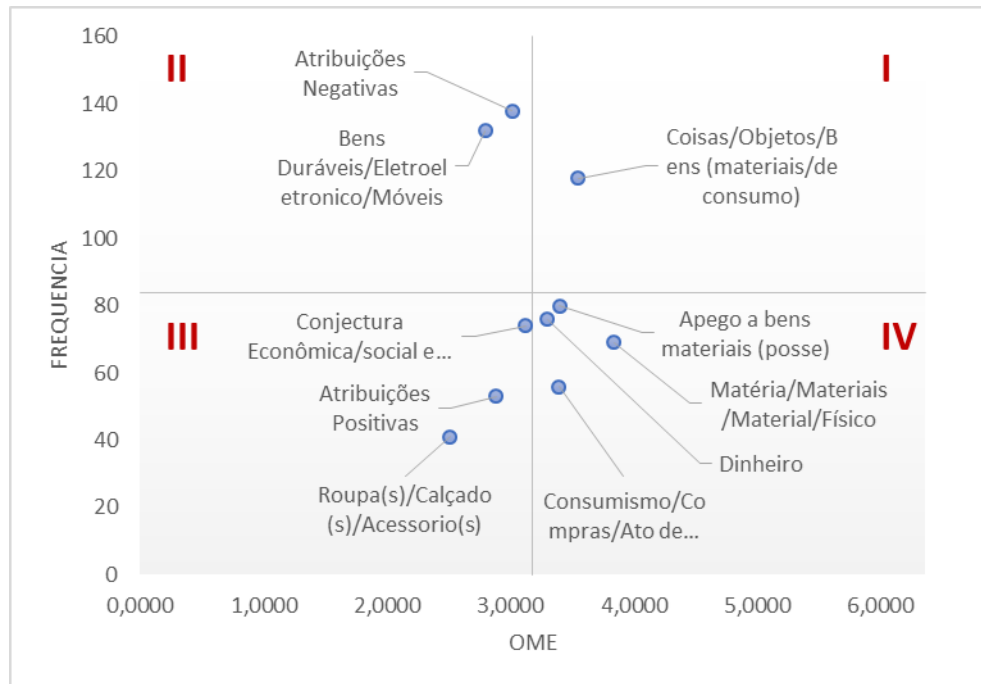 160
140
120
100
80
60
40
20
0
FREQUENCIA
II
I
III
IV
Atribuições
Negativas
Bens
Duráveis/Eletroel
etronico/Móveis
Coisas/Objetos/B
ens (materiais/de
consumo)
Conjectura
Econômica/social e...
Atribuições
Positivas
Roupa(s)/Calçado
(s)/Acessorio(s)
Apego a bens
materiais (posse)
Matéria/Materiais
/Material/Físico
Dinheiro
Consumismo/Co
mpras/Ato de...
0,0000 1,0000 2,0000 3,0000 4,0000 5,0000 6,0000
OME